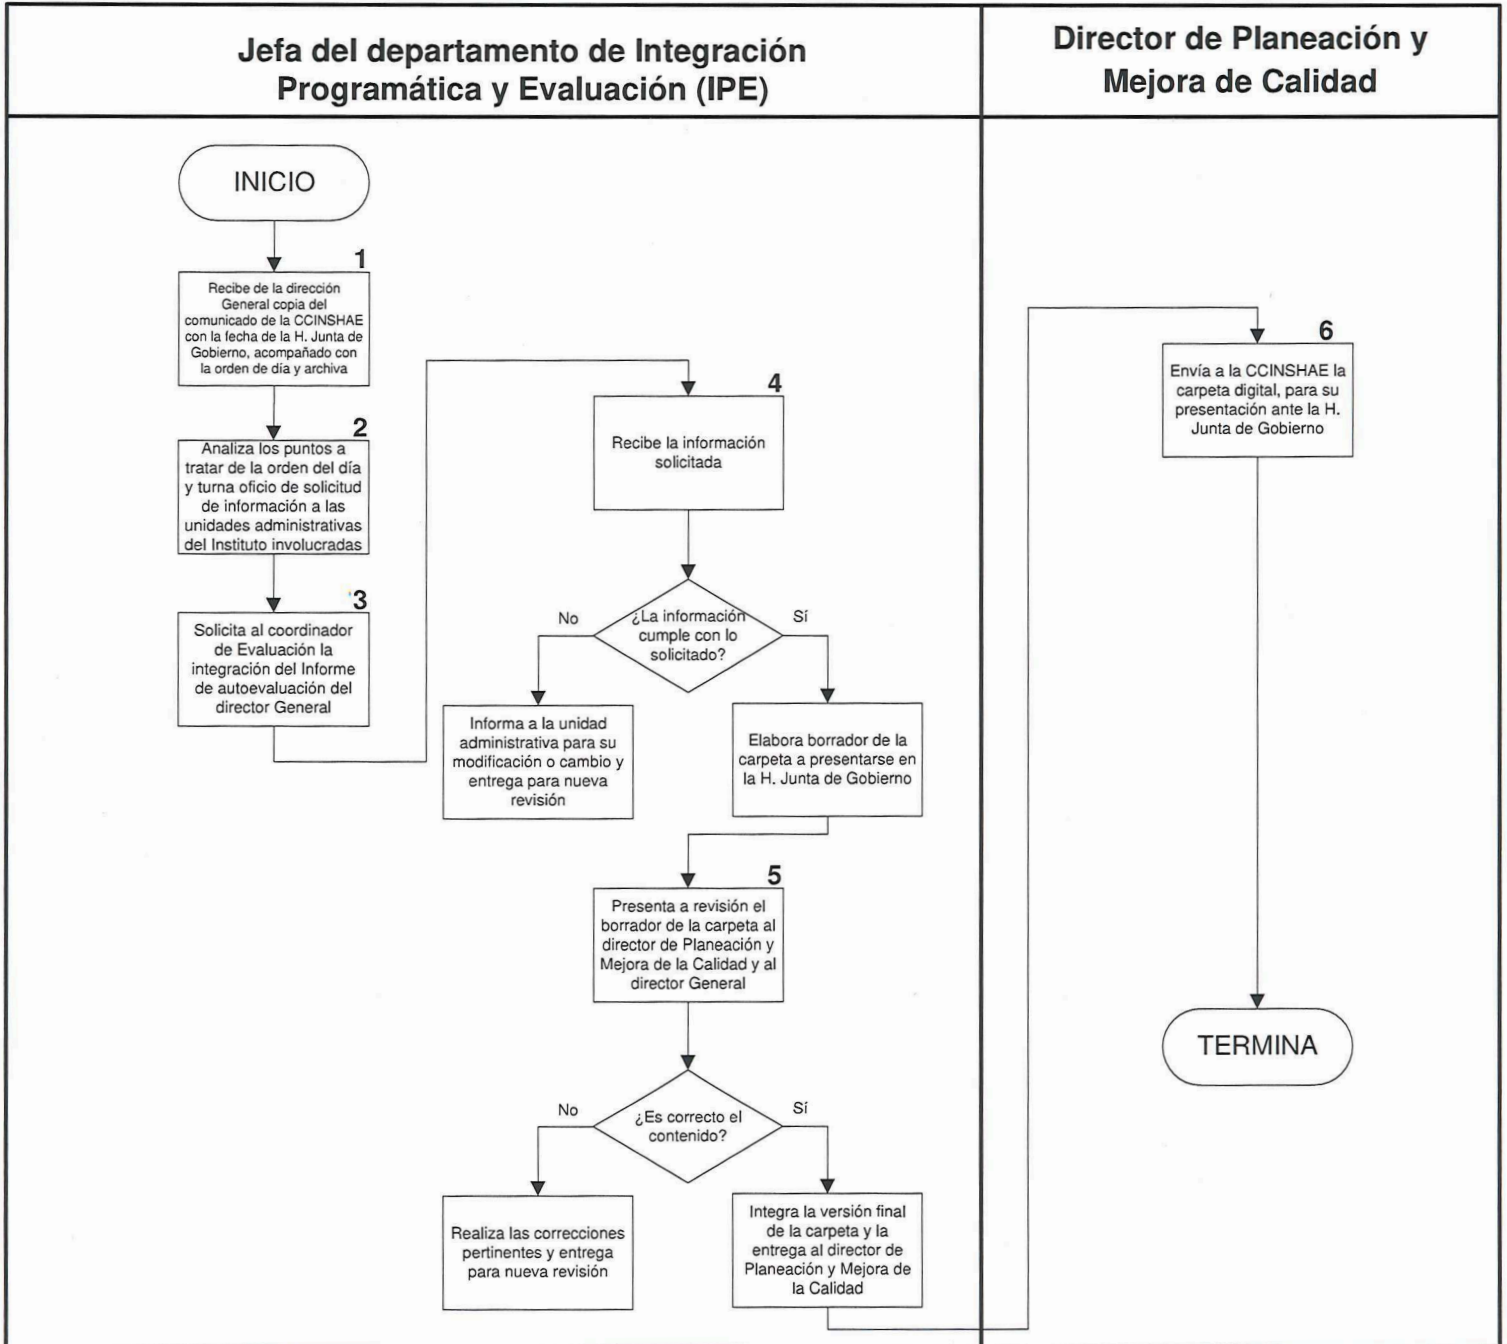 Jefa del departamento de Integración
Programática y Evaluación (IPE)
Director de Planeación y
Mejora de Calidad
INICIO
1
Recibe de la dirección
General copia del
comunicado de la CCINSHAE
con la fecha de la H. Junta de
Gobierno, acompañado con
la orden de día y archiva
2
Analiza los puntos a
tratar de la orden del día
y turna oficio de solicitud
de información a las
unidades administrativas
del Instituto involucradas
3
Solicita al coordinador
de Evaluación la
integración del Informe
de autoevaluación del
director General
4
Recibe la información
solicitada
¿La información
cumple con lo
solicitado?
No
Sí
Informa a la unidad
administrativa para su
modificación o cambio y
entrega para nueva
revisión
Elabora borrador de la
carpeta a presentarse en
la H. Junta de Gobierno
5
Presenta a revisión el
borrador de la carpeta al
director de Planeación y
Mejora de la Calidad y al
director General
¿Es correcto el
contenido?
No
Sí
Realiza las correcciones
pertinentes y entrega
para nueva revisión
Integra la versión final
de la carpeta y la
entrega al director de
Planeación y Mejora de
la Calidad
6
Envía a la CCINSHAE la
carpeta digital, para su
presentación ante la H.
Junta de Gobierno
TERMINA